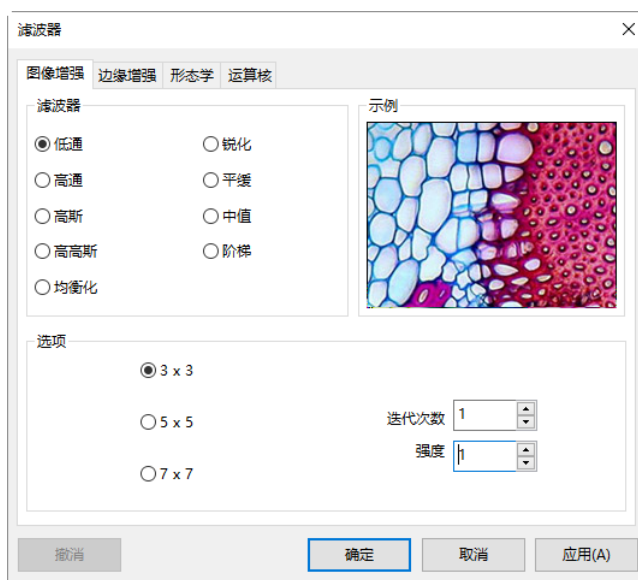 滤波器
图像增强 边缘增强 形态学 运算核
滤波器
低通
锐化
高通
平缓
高斯
中值
高高斯
阶梯
均衡化
示例
选项
3 x 3
5 x 5
7 x 7
迭代次数 1
强度 1
撤消 确定 取消 应用(A)